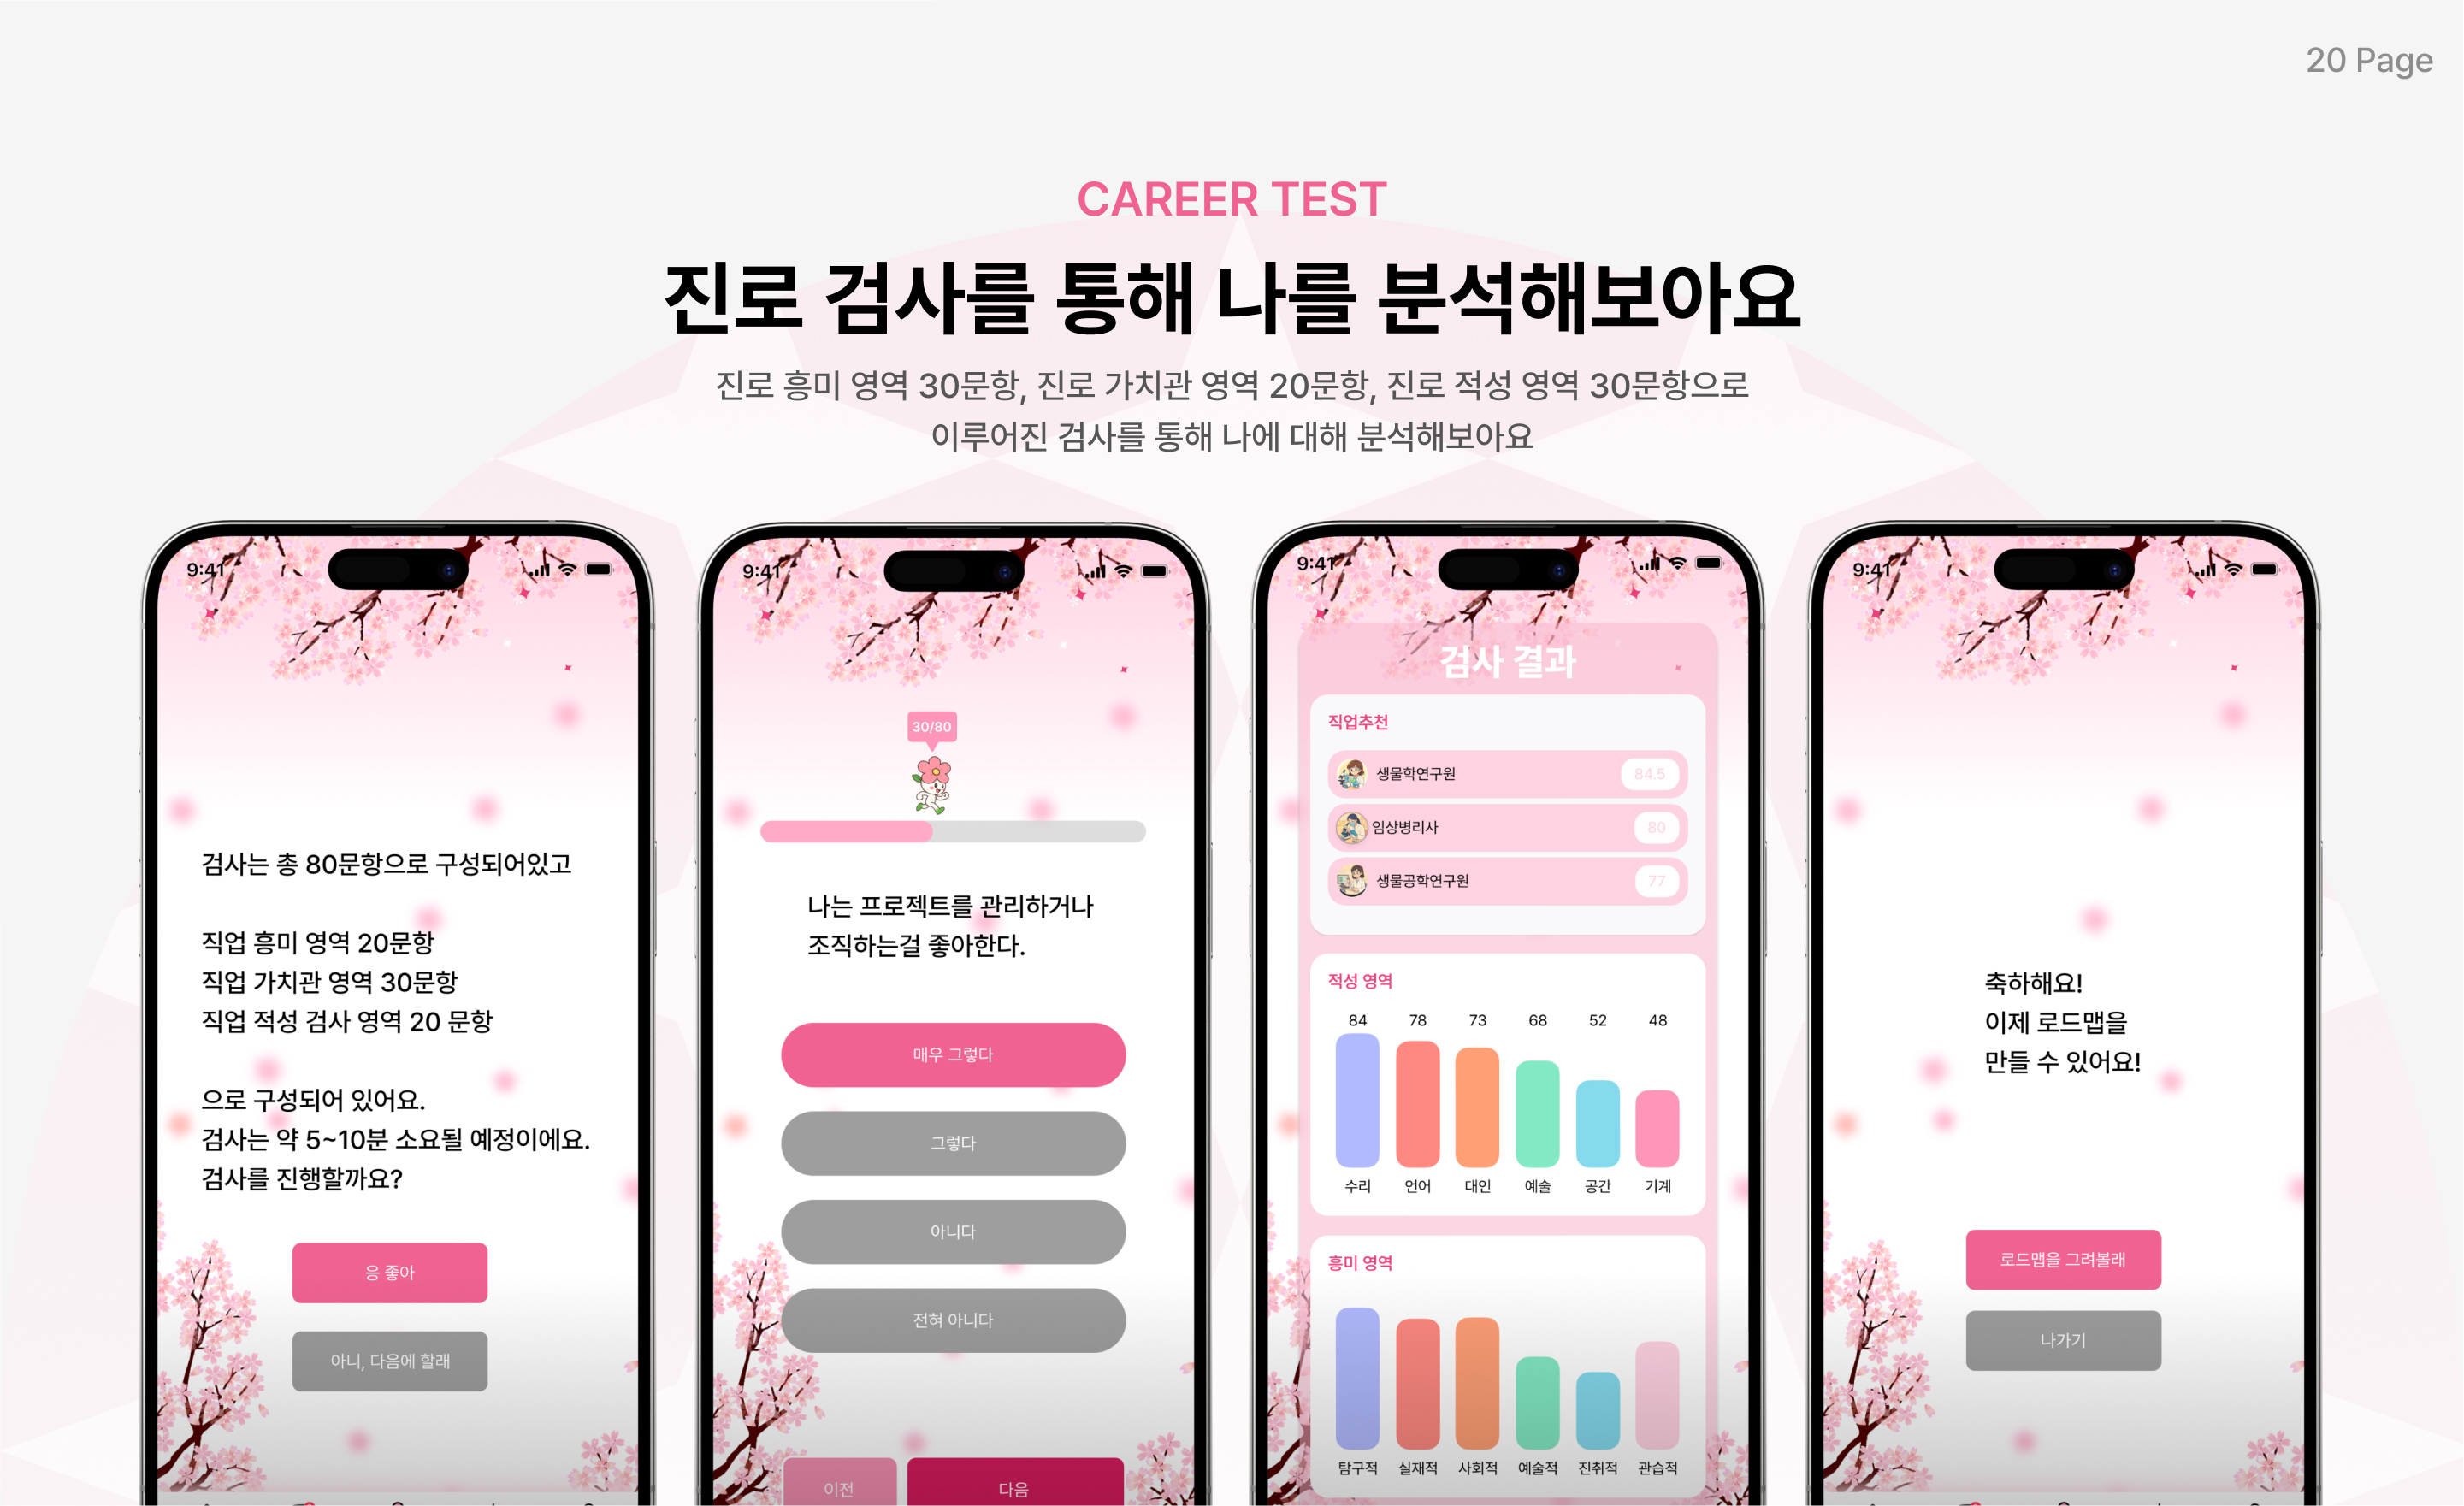 20 Page
CAREER TEST
진로 검사를 통해 나를 분석해보아요
진로 흥미 영역 30문항, 진로 가치관 영역 20문항, 진로 적성 영역 30문항으로
이루어진 검사를 통해 나에 대해 분석해보아요
9:41
검사는 총 80문항으로 구성되어있고
직업 흥미 영역 20문항
직업 가치관 영역 30문항
직업 적성 검사 영역 20 문항
으로 구성되어 있어요.
검사는 약 5~10분 소요될 예정이에요.
검사를 진행할까요?
응 좋아
아니, 다음에 할래
9:41
30/80
나는 프로젝트를 관리하거나
조직하는걸 좋아한다.
매우 그렇다
그렇다
아니다
전혀 아니다
이전
다음
9:41
검사 결과
직업추천
생물학연구원 84.5
임상병리사 80
생물공학연구원 77
적성 영역
84 78 73 68 52 48
수리 언어 대인 예술 공간 기계
흥미 영역
탐구적 실재적 사회적 예술적 진취적 관습적
9:41
축하해요!
이제 로드맵을
만들 수 있어요!
로드맵을 그려볼래
나가기